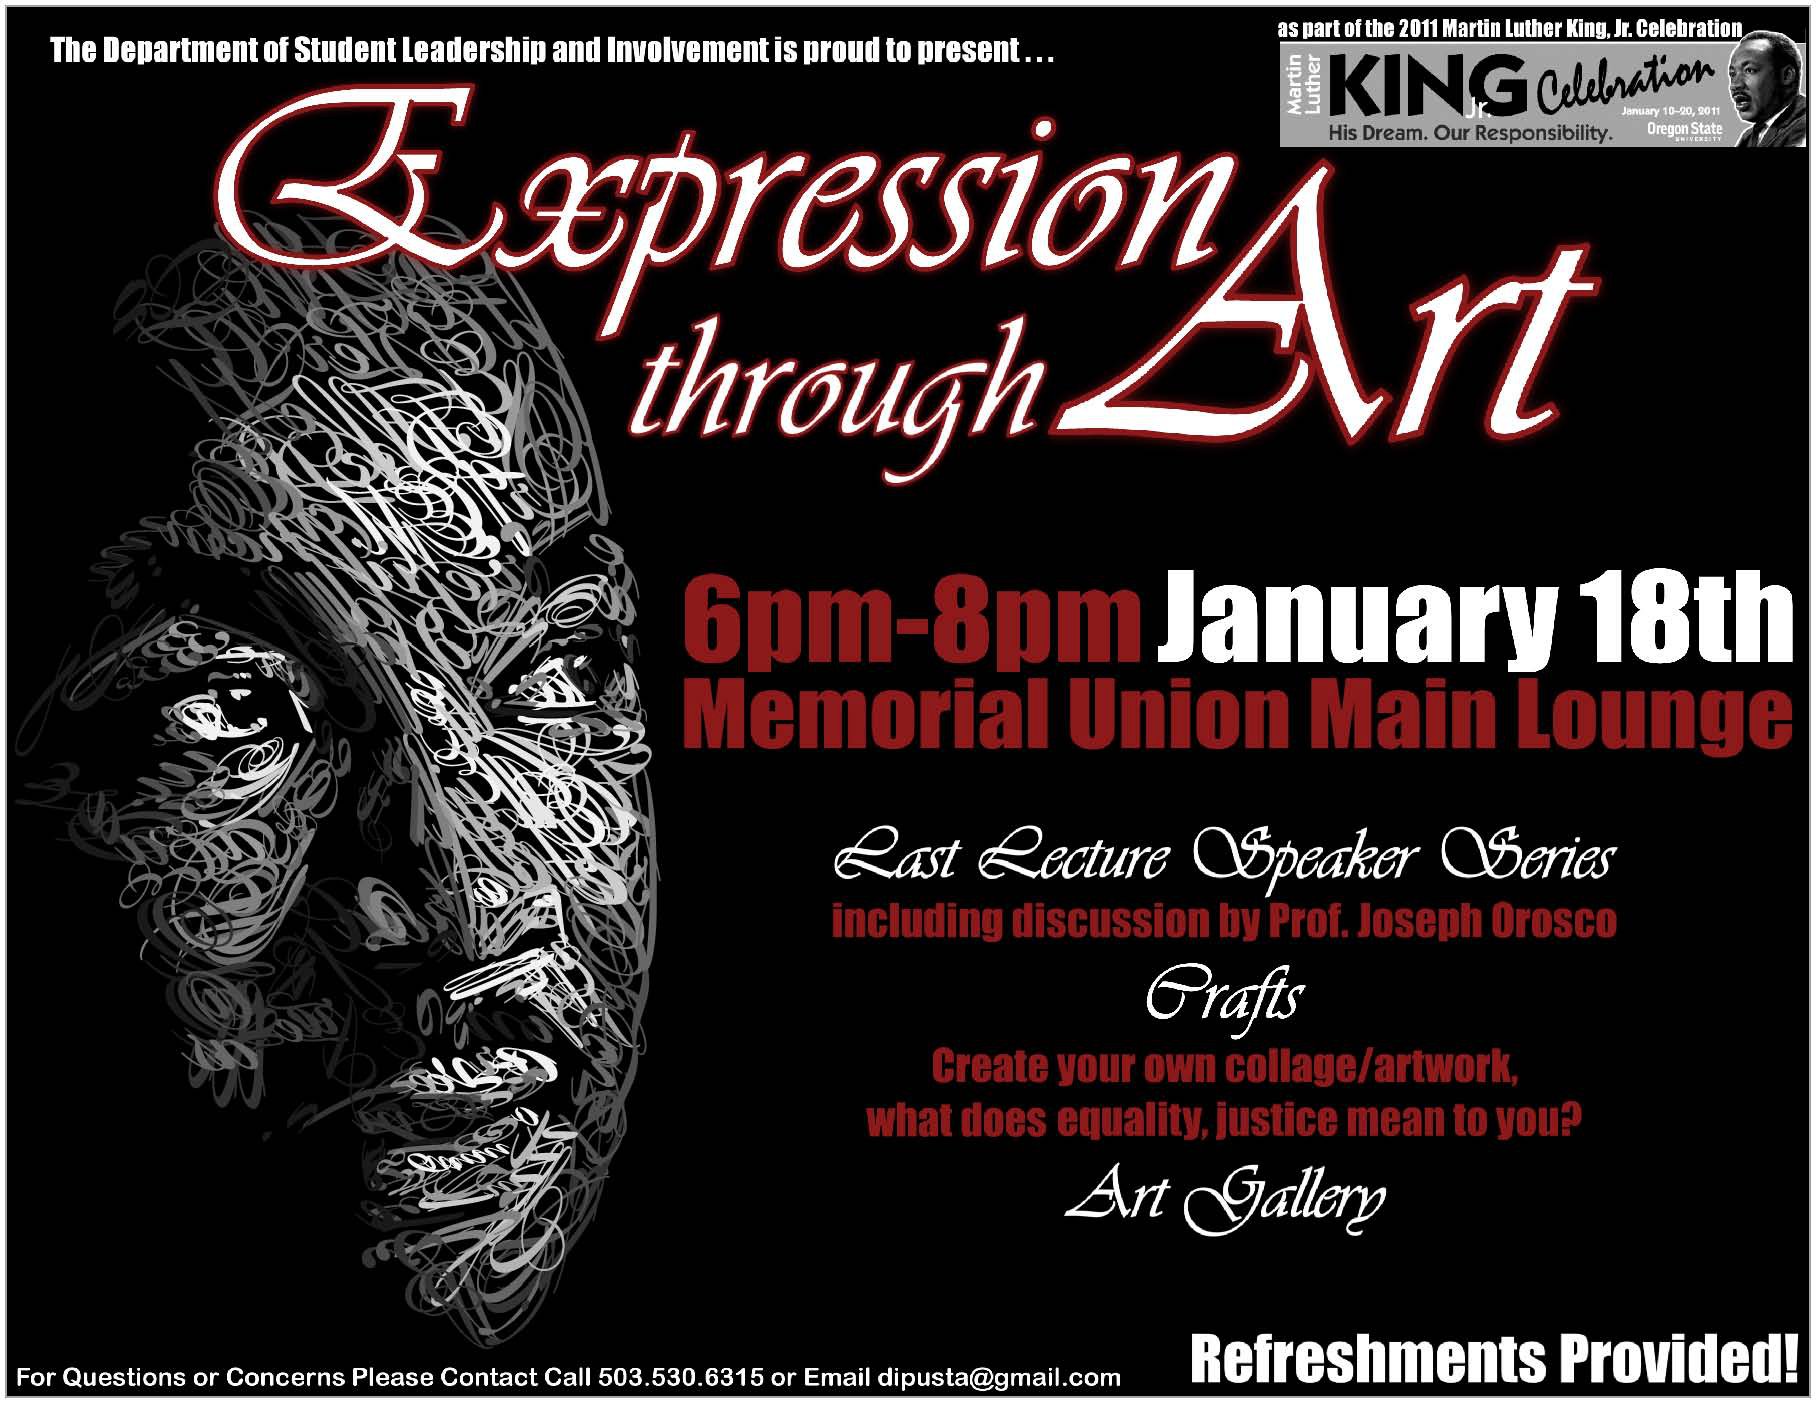 The Department of Student Leadership and Involvement is proud to present . . .
as part of the 2011 Martin Luther King, Jr. Celebration
Martin
Luther
KING
Jr.
Celebration
January 10–20, 2011
His Dream. Our Responsibility.
Oregon State
UNIVERSITY
Expression
through Art
6pm-8pm January 18th
Memorial Union Main Lounge
Last Lecture Speaker Series
including discussion by Prof. Joseph Orosco
Crafts
Create your own collage/artwork,
what does equality, justice mean to you?
Art Gallery
Refreshments Provided!
For Questions or Concerns Please Contact Call 503.530.6315 or Email dipusta@gmail.com